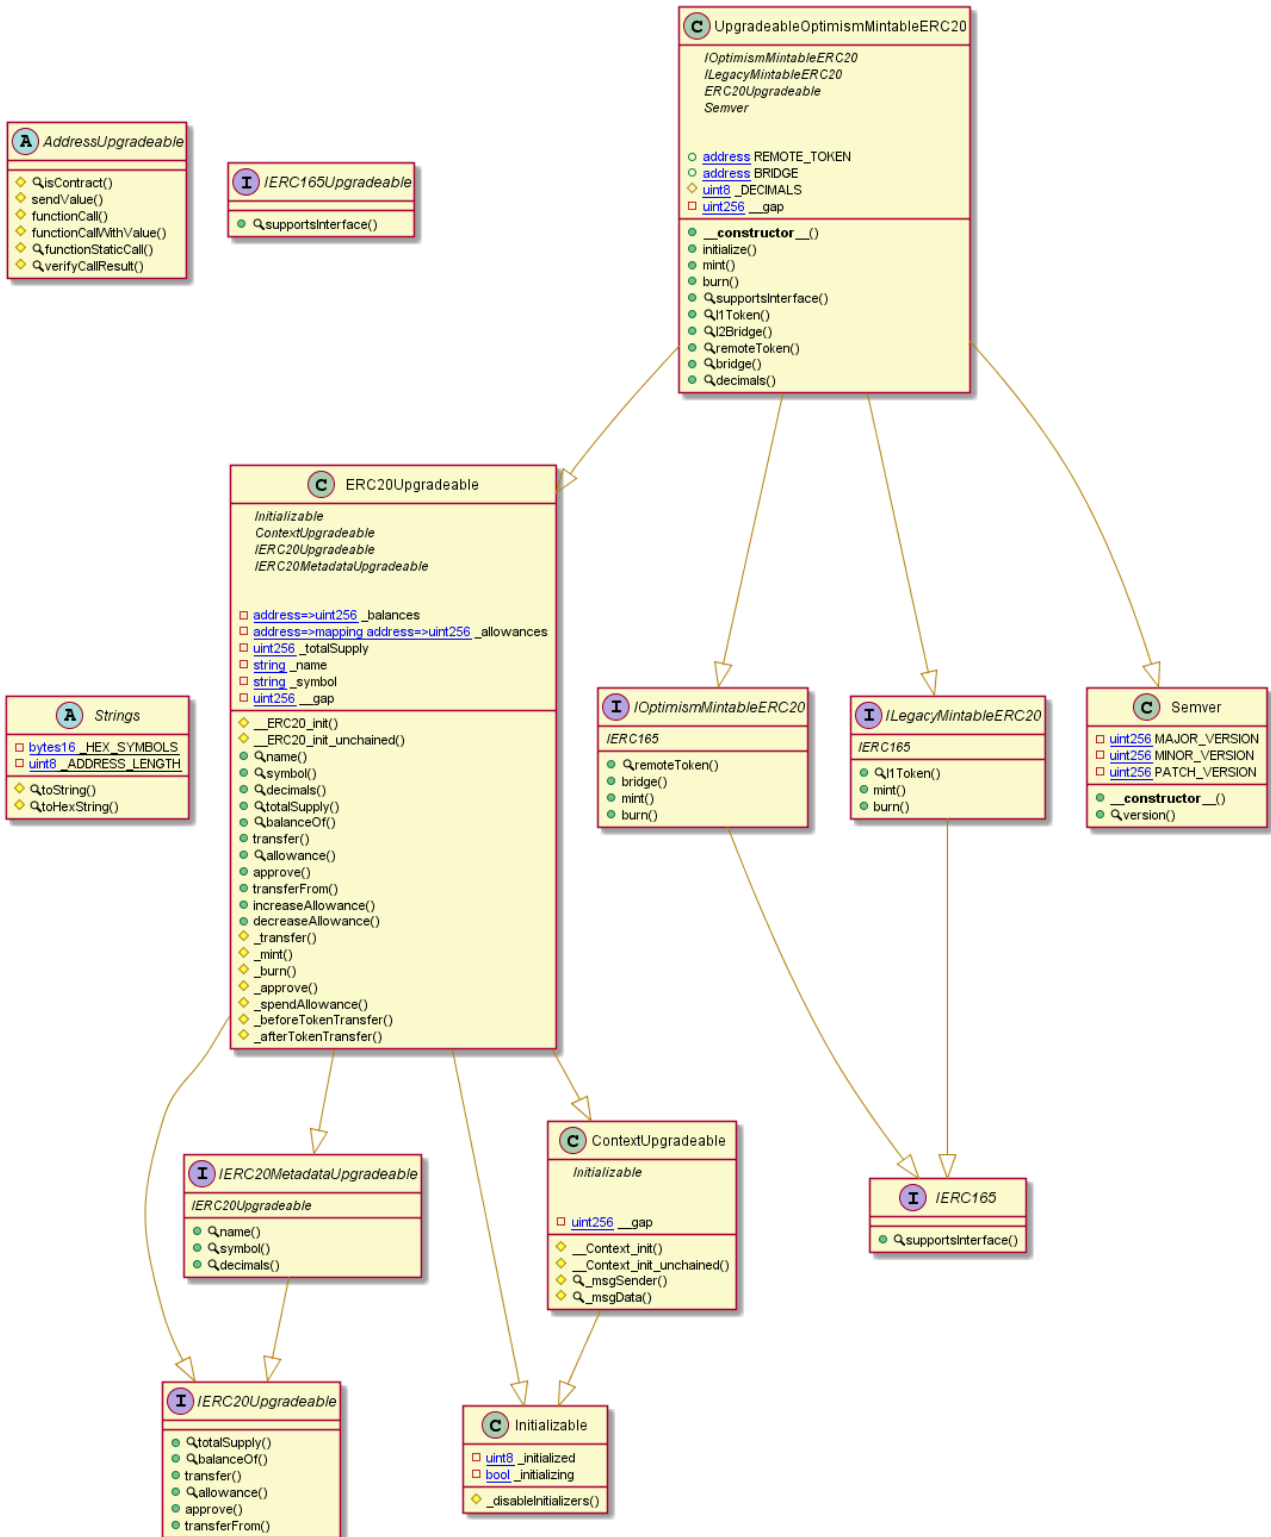 C UpgradeableOptimismMintableERC20
IOptimismMintableERC20
ILegacyMintableERC20
ERC20Upgradeable
Semver
address REMOTE_TOKEN
address BRIDGE
uint8 _DECIMALS
uint256 __gap
__constructor__()
initialize()
mint()
burn()
supportsInterface()
l1Token()
l2Bridge()
remoteToken()
bridge()
decimals()
A AddressUpgradeable
isContract()
sendValue()
functionCall()
functionCallWithValue()
functionStaticCall()
verifyCallResult()
I IERC165Upgradeable
supportsInterface()
C ERC20Upgradeable
Initializable
ContextUpgradeable
IERC20Upgradeable
IERC20MetadataUpgradeable
address=>uint256 _balances
address=>mapping address=>uint256 _allowances
uint256 _totalSupply
string _name
string _symbol
uint256 __gap
__ERC20_init()
__ERC20_init_unchained()
name()
symbol()
decimals()
totalSupply()
balanceOf()
transfer()
allowance()
approve()
transferFrom()
increaseAllowance()
decreaseAllowance()
_transfer()
_mint()
_burn()
_approve()
_spendAllowance()
_beforeTokenTransfer()
_afterTokenTransfer()
A Strings
bytes16 _HEX_SYMBOLS
uint8 _ADDRESS_LENGTH
toString()
toHexString()
I IOptimismMintableERC20
IERC165
remoteToken()
bridge()
mint()
burn()
I ILegacyMintableERC20
IERC165
l1Token()
mint()
burn()
C Semver
uint256 MAJOR_VERSION
uint256 MINOR_VERSION
uint256 PATCH_VERSION
__constructor__()
version()
I IERC20MetadataUpgradeable
IERC20Upgradeable
name()
symbol()
decimals()
C ContextUpgradeable
Initializable
uint256 __gap
__Context_init()
__Context_init_unchained()
_msgSender()
_msgData()
I IERC165
supportsInterface()
I IERC20Upgradeable
totalSupply()
balanceOf()
transfer()
allowance()
approve()
transferFrom()
C Initializable
uint8 _initialized
bool _initializing
_disableInitializers()